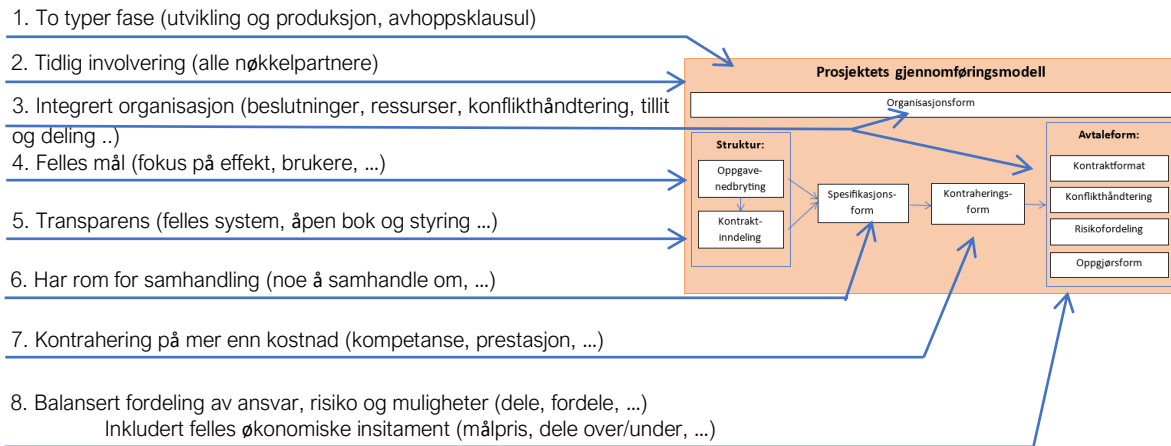 1. To typer fase (utvikling og produksjon, avhoppsklausul)
2. Tidlig involvering (alle nøkkelpartnere)
3. Integrert organisasjon (beslutninger, ressurser, konflikthåndtering, tillit
og deling ..)
4. Felles mål (fokus på effekt, brukere, ...)
5. Transparens (felles system, åpen bok og styring ...)
6. Har rom for samhandling (noe å samhandle om, ...)
7. Kontrahering på mer enn kostnad (kompetanse, prestasjon, ...)
8. Balansert fordeling av ansvar, risiko og muligheter (dele, fordele, ...)
Inkludert felles økonomiske insitament (målpris, dele over/under, ...)
Prosjektets gjennomføringsmodell
Organisasjonsform
Struktur:
Oppgave-
nedbryting
Kontrakt-
inndeling
Spesifikasjons-
form
Kontraherings-
form
Avtaleform:
Kontraktformat
Konflikthåndtering
Risikofordeling
Oppgjørsform